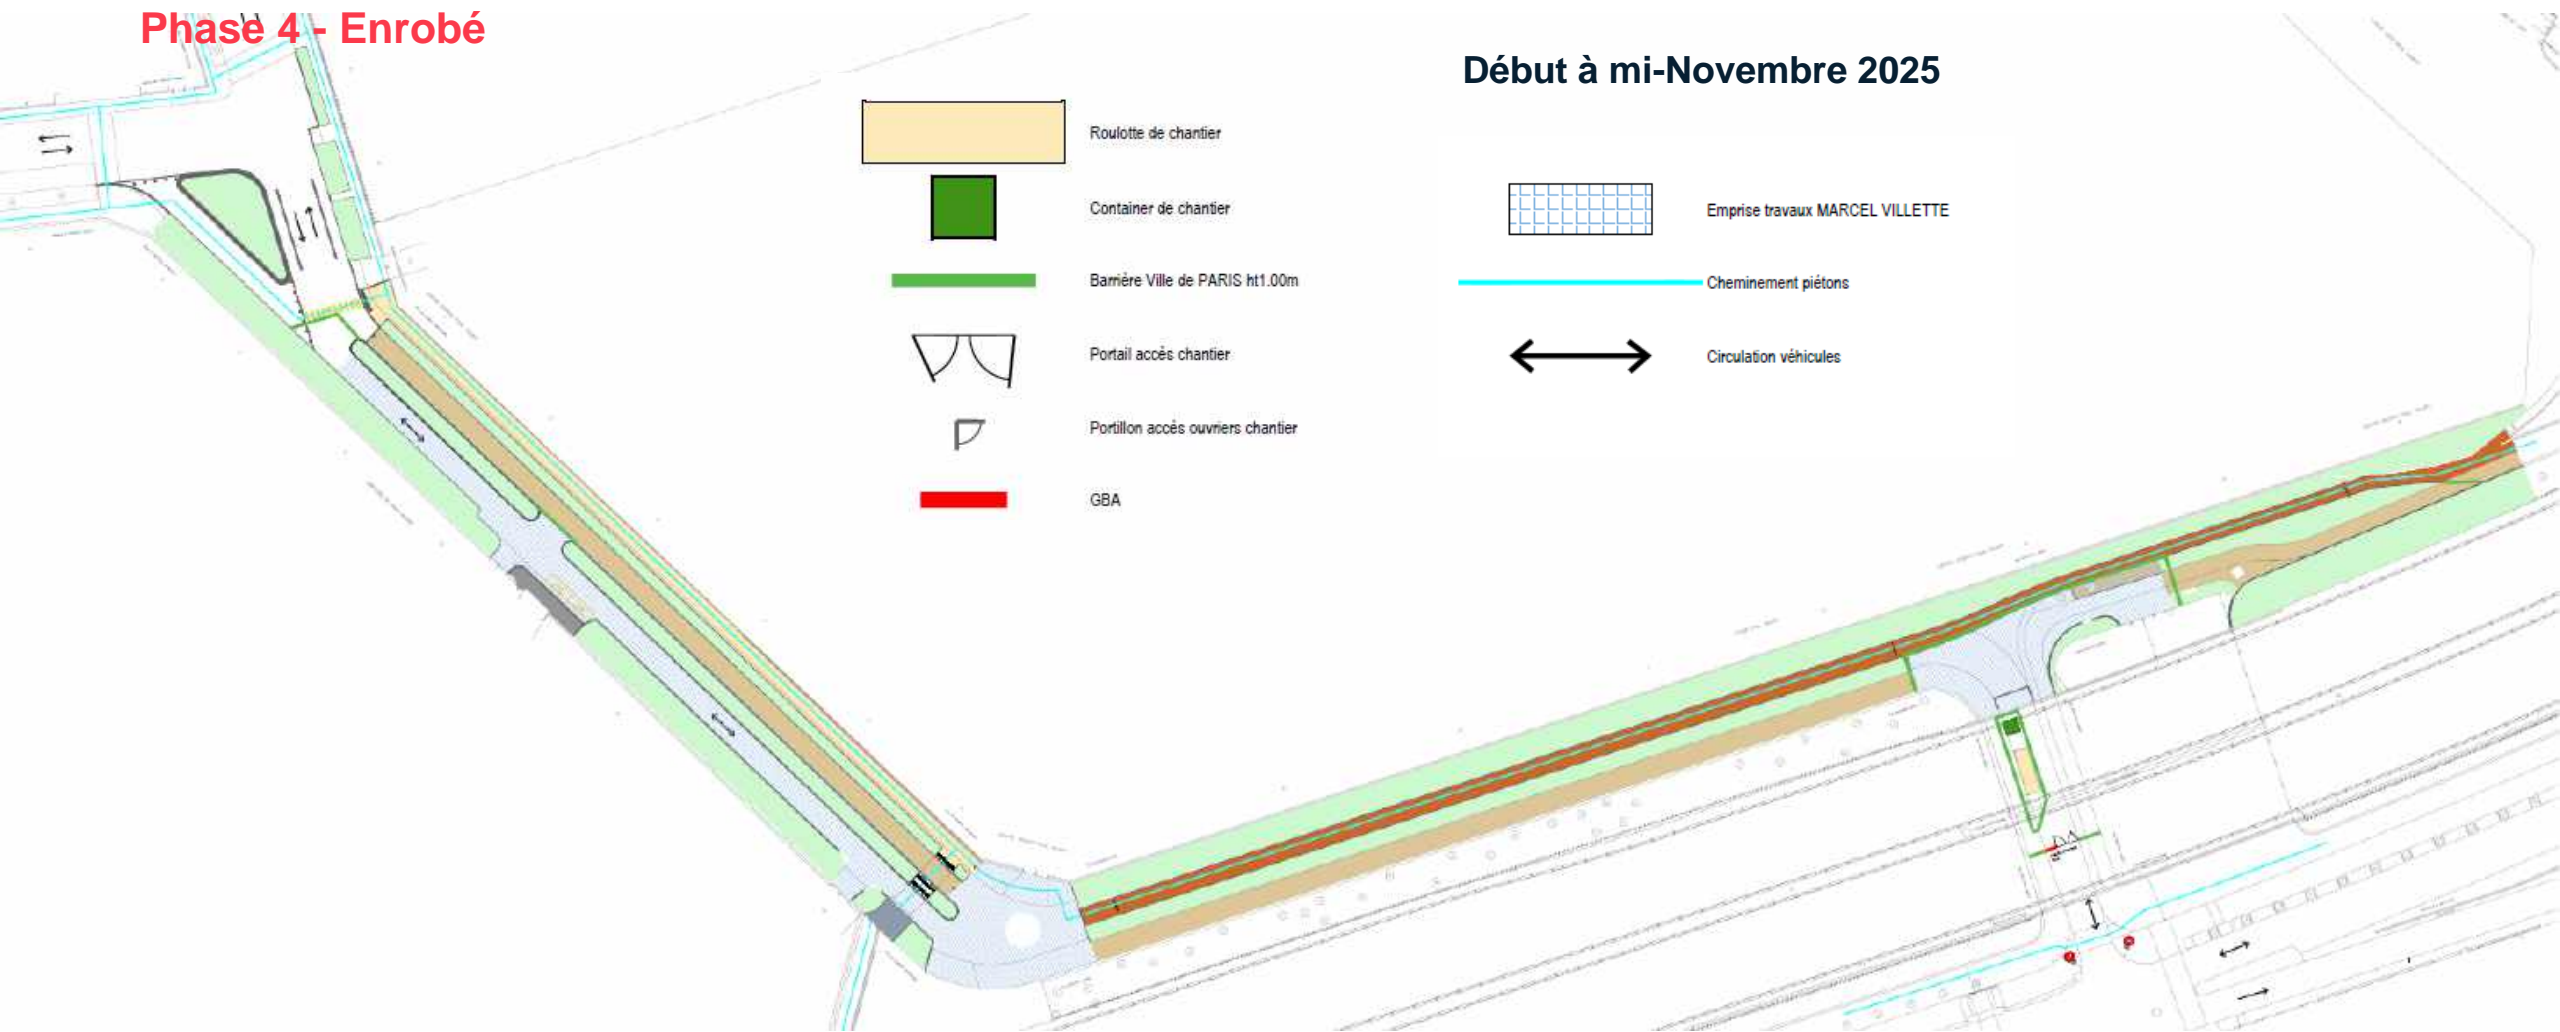 Phase 4 - Enrobé
Début à mi-Novembre 2025
Roulotte de chantier
Container de chantier
Barrière Ville de PARIS ht1.00m
Portail accès chantier
Portillon accès ouvriers chantier
GBA
Emprise travaux MARCEL VILLETTE
Cheminement piétons
Circulation véhicules